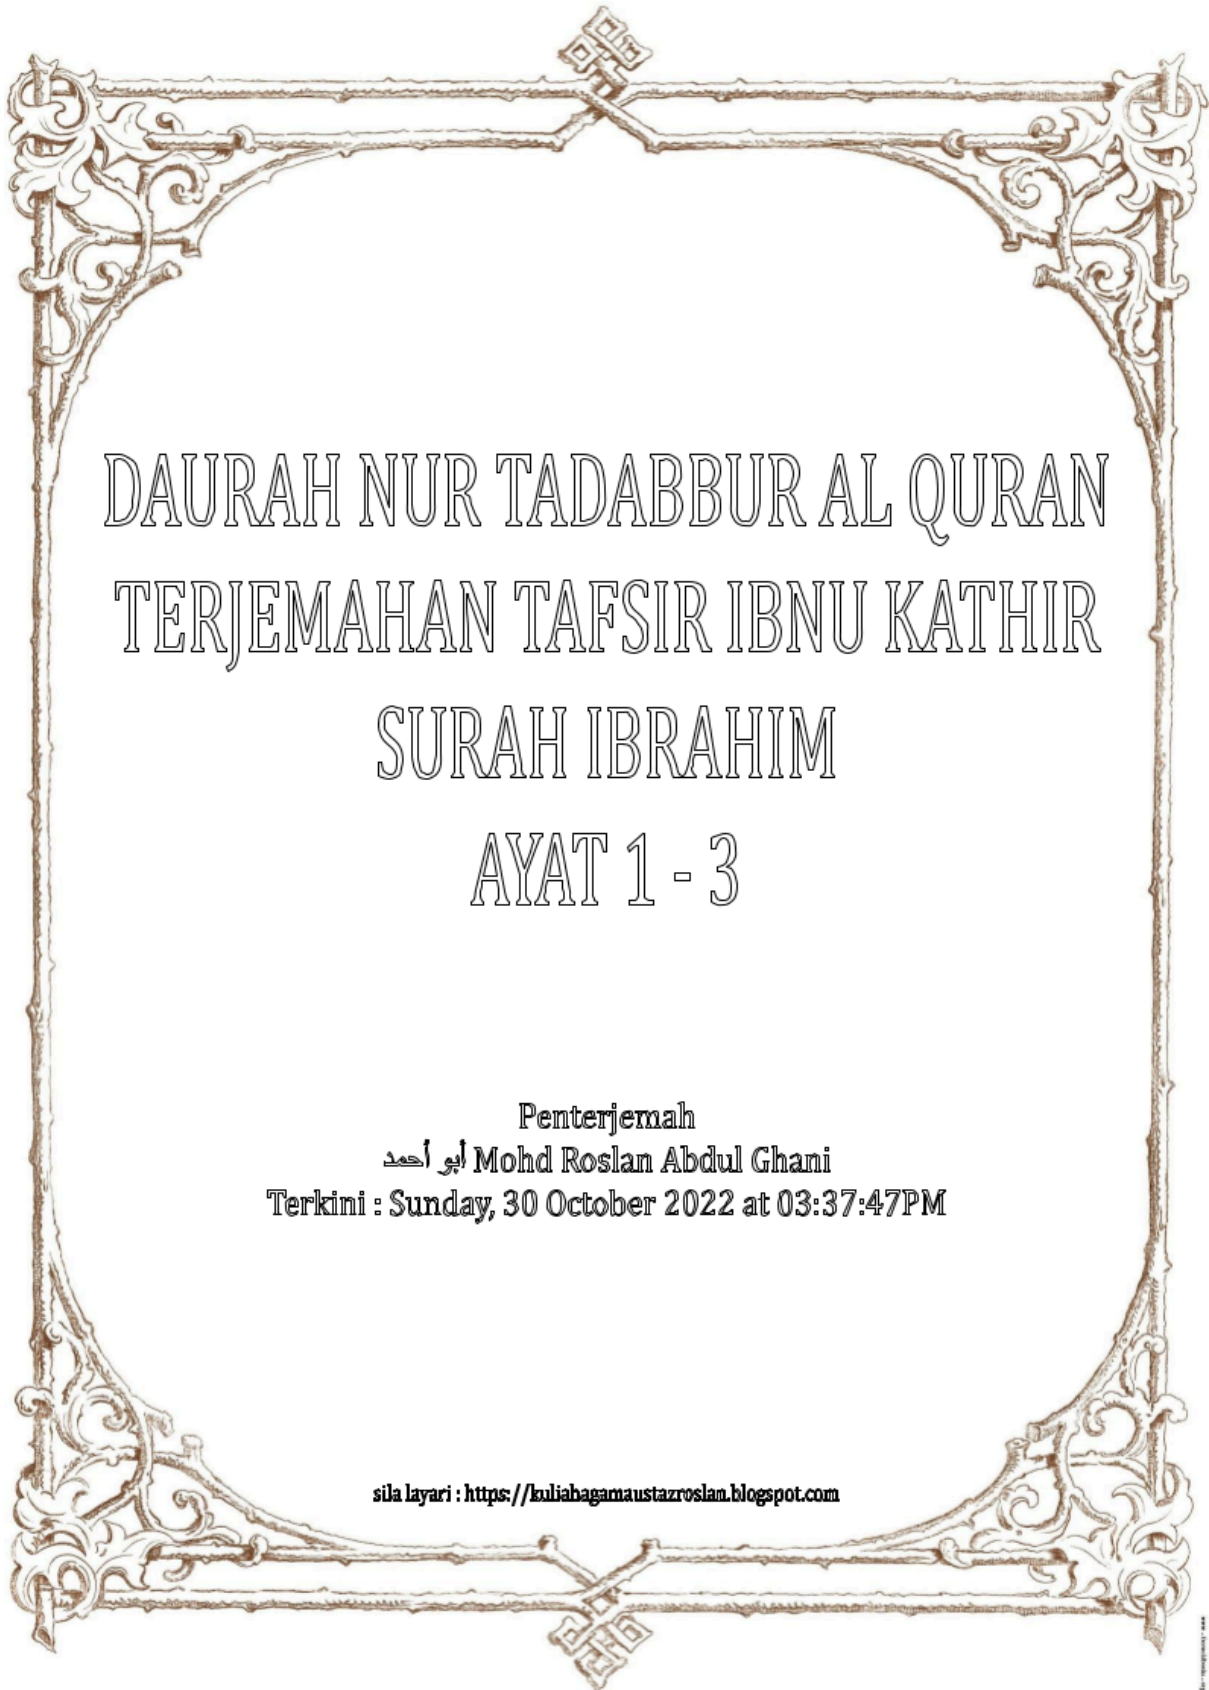 DAURAH NUR TADABBUR AL QURAN
TERJEMAHAN TAFSIR IBNU KATHIR
SURAH IBRAHIM
AYAT 1 - 3
Penterjemah
أبو أحمد Mohd Roslan Abdul Ghani
Terkini : Sunday, 30 October 2022 at 03:37:47PM
sila layari : https://kuliahagamaustazroslan.blogspot.com